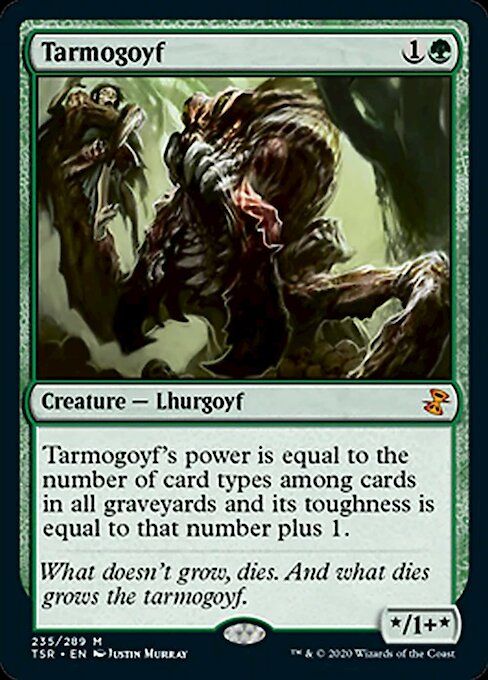 Tarmogoyf 1
Creature — Lhurgoyf
Tarmogoyf's power is equal to the
number of card types among cards
in all graveyards and its toughness is
equal to that number plus 1.
What doesn't grow, dies. And what dies
grows the tarmogoyf.
*/1+*
235/289 M
TSR • EN Justin Murray
™ & © 2020 Wizards of the Coast